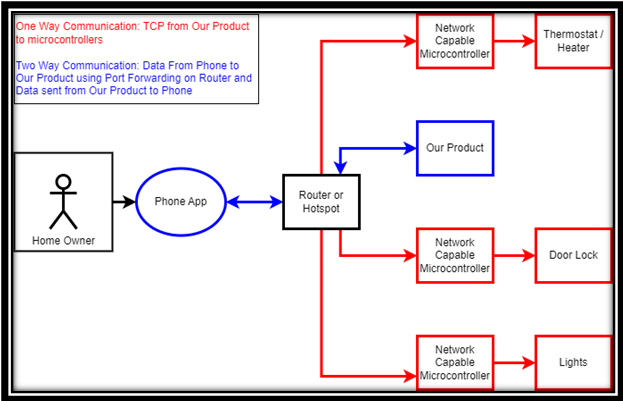 One Way Communication: TCP from Our Product
to microcontrollers
Two Way Communication: Data From Phone to
Our Product using Port Forwarding on Router and
Data sent from Our Product to Phone
Network
Capable
Microcontroller
Thermostat /
Heater
Our Product
Home Owner
Phone App
Router or
Hotspot
Network
Capable
Microcontroller
Door Lock
Network
Capable
Microcontroller
Lights